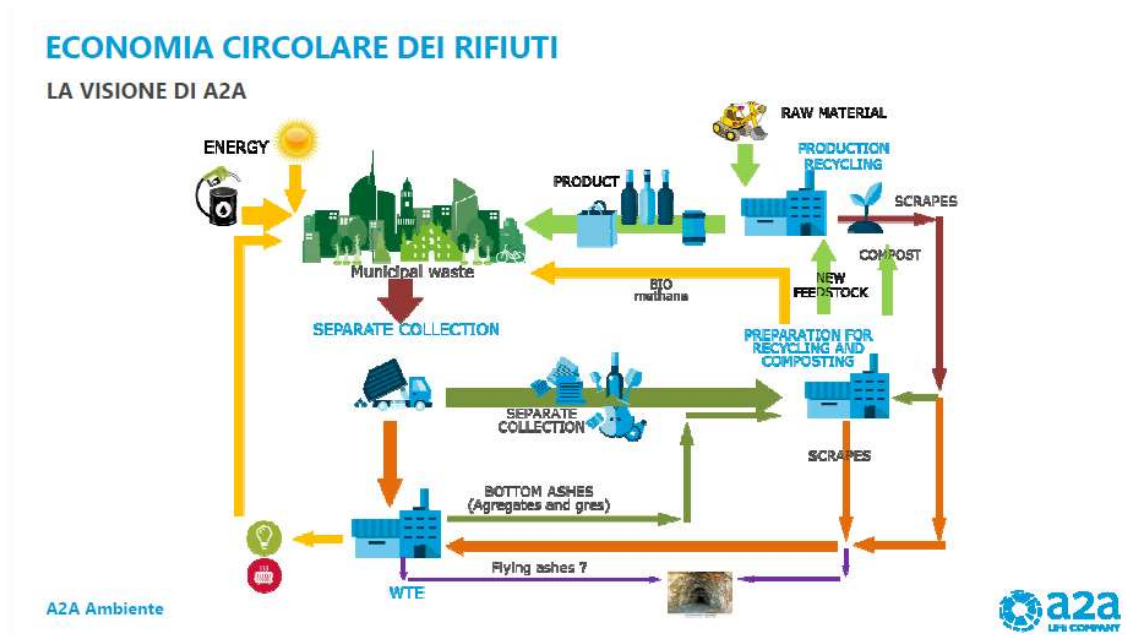 ECONOMIA CIRCOLARE DEI RIFIUTI
LA VISIONE DI A2A
RAW MATERIAL
ENERGY
PRODUCTION
RECYCLING
PRODUCT
SCRAPES
COMPOST
Municipal waste
BIO
methane
NEW
FEEDSTOCK
SEPARATE COLLECTION
PREPARATION FOR
RECYCLING AND
COMPOSTING
SEPARATE
COLLECTION
SCRAPES
BOTTOM ASHES
(Agregates and gres)
Flying ashes ?
WTE
A2A Ambiente
a2a
LIFE COMPANY